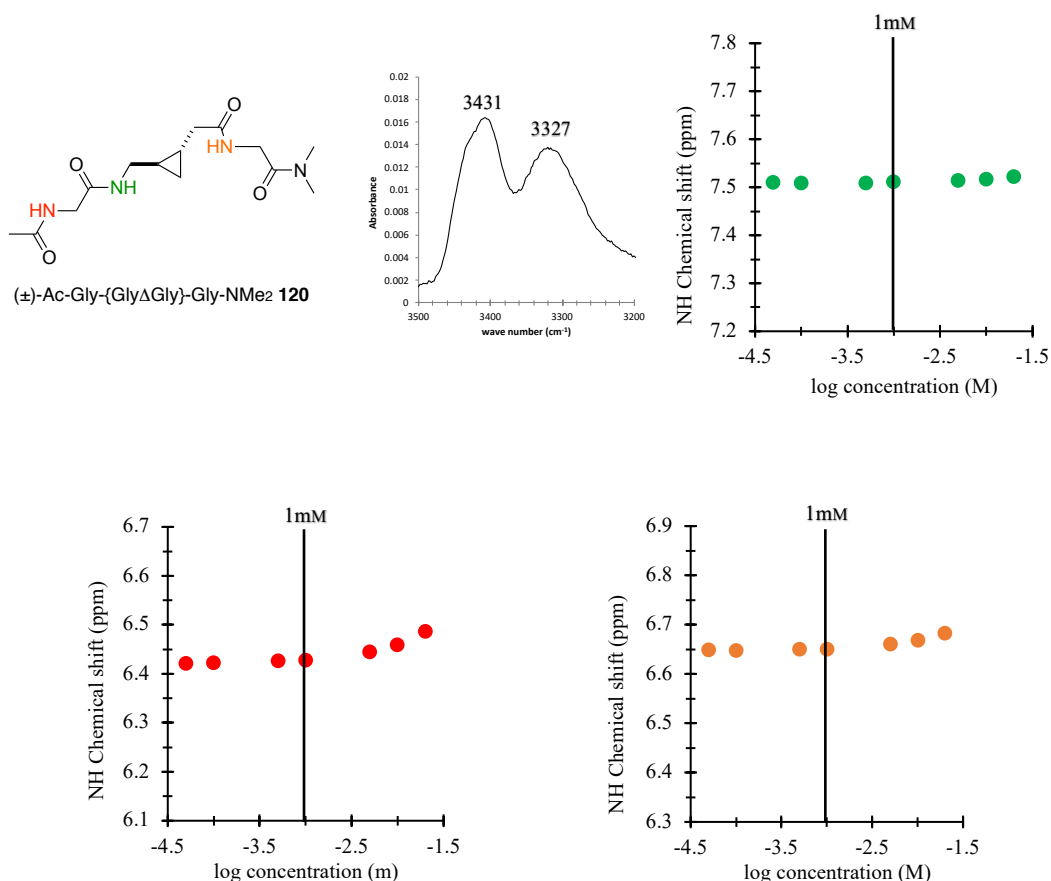 O
NH
O
HN
O
N
NH
O
N
(±)-Ac-Gly-{GlyΔGly}-Gly-NMe2 120
3431
3327
Absorbance
0.02
0.018
0.016
0.014
0.012
0.01
0.008
0.006
0.004
0.002
0
3500
3400
3300
3200
wave number (cm⁻¹)
1mM
NH Chemical shift (ppm)
7.8
7.7
7.6
7.5
7.4
7.3
7.2
-4.5
-3.5
-2.5
-1.5
log concentration (M)
1mM
NH Chemical shift (ppm)
6.7
6.6
6.5
6.4
6.3
6.2
6.1
-4.5
-3.5
-2.5
-1.5
log concentration (m)
1mM
NH Chemical shift (ppm)
6.9
6.8
6.7
6.6
6.5
6.4
6.3
-4.5
-3.5
-2.5
-1.5
log concentration (M)